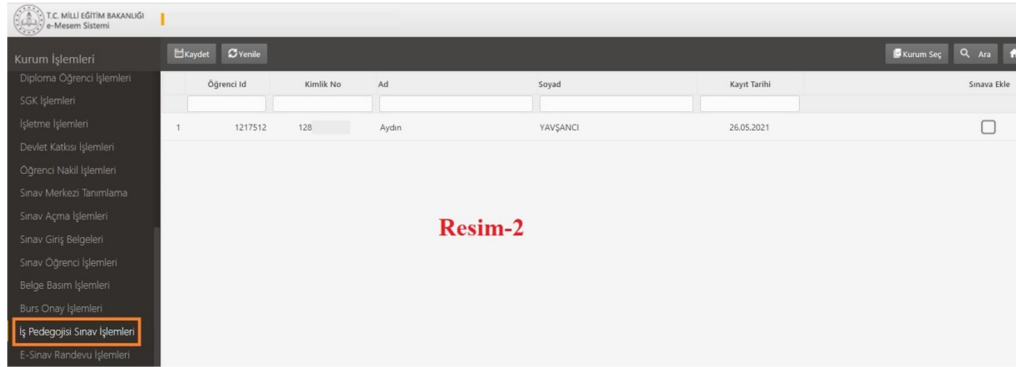 T.C. MİLLİ EĞİTİM BAKANLIĞI
e-Mesem Sistemi
Kurum İşlemleri
Kaydet Yenile Kurum Seç Ara
Diploma Öğrenci İşlemleri
SGK İşlemleri
İşletme İşlemleri
Devlet Katkısı İşlemleri
Öğrenci Nakil İşlemleri
Sınav Merkezi Tanımlama
Sınav Açma İşlemleri
Sınav Giriş Belgeleri
Sınav Öğrenci İşlemleri
Belge Basım İşlemleri
Burs Onay İşlemleri
İş Pedegojisi Sınav İşlemleri
E-Sınav Randevu İşlemleri
Öğrenci Id Kimlik No Ad Soyad Kayıt Tarihi Sınava Ekle
1 1217512 128 Aydın YAVŞANCI 26.05.2021
Resim-2